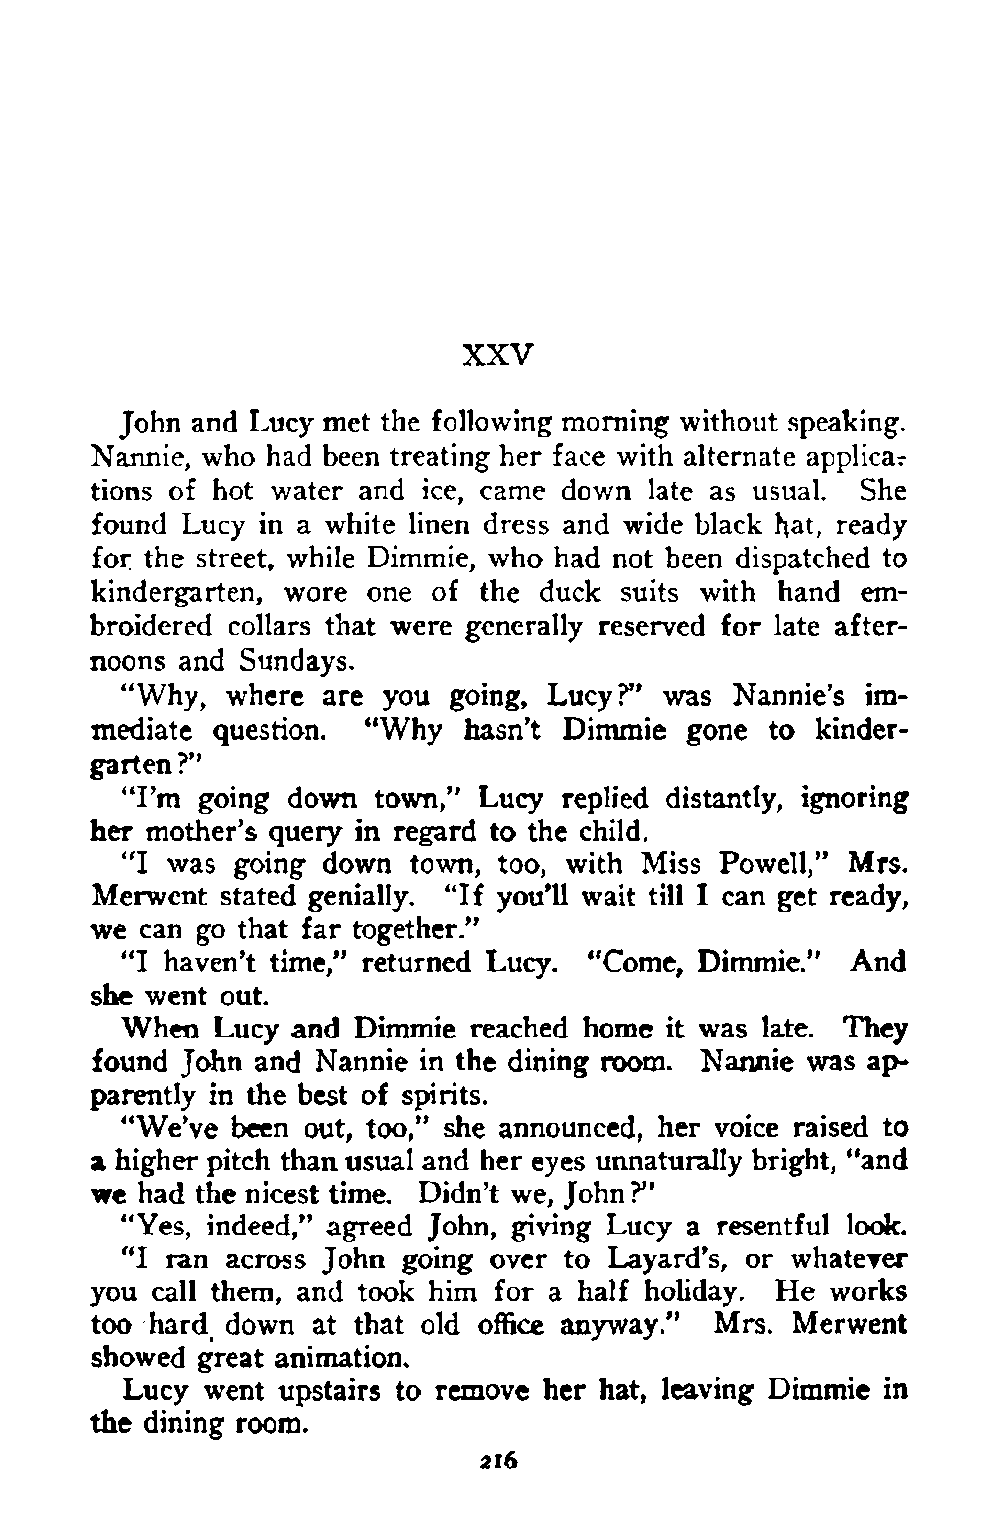 XXV
John and Lucy met the following morning without speaking.
Nannie, who had been treating her face with alternate applica-
tions of hot water and ice, came down late as usual. She
found Lucy in a white linen dress and wide black hat, ready
for the street, while Dimmie, who had not been dispatched to
kindergarten, wore one of the duck suits with hand em-
broidered collars that were generally reserved for late after-
noons and Sundays.
"Why, where are you going, Lucy?" was Nannie's im-
mediate question. "Why hasn't Dimmie gone to kinder-
garten?"
"I'm going down town," Lucy replied distantly, ignoring
her mother's query in regard to the child.
"I was going down town, too, with Miss Powell," Mrs.
Merwent stated genially. "If you'll wait till I can get ready,
we can go that far together."
"I haven't time," returned Lucy. "Come, Dimmie." And
she went out.
When Lucy and Dimmie reached home it was late. They
found John and Nannie in the dining room. Nannie was ap-
parently in the best of spirits.
"We've been out, too," she announced, her voice raised to
a higher pitch than usual and her eyes unnaturally bright, "and
we had the nicest time. Didn't we, John?"
"Yes, indeed," agreed John, giving Lucy a resentful look.
"I ran across John going over to Layard's, or whatever
you call them, and took him for a half holiday. He works
too hard down at that old office anyway." Mrs. Merwent
showed great animation.
Lucy went upstairs to remove her hat, leaving Dimmie in
the dining room.
216